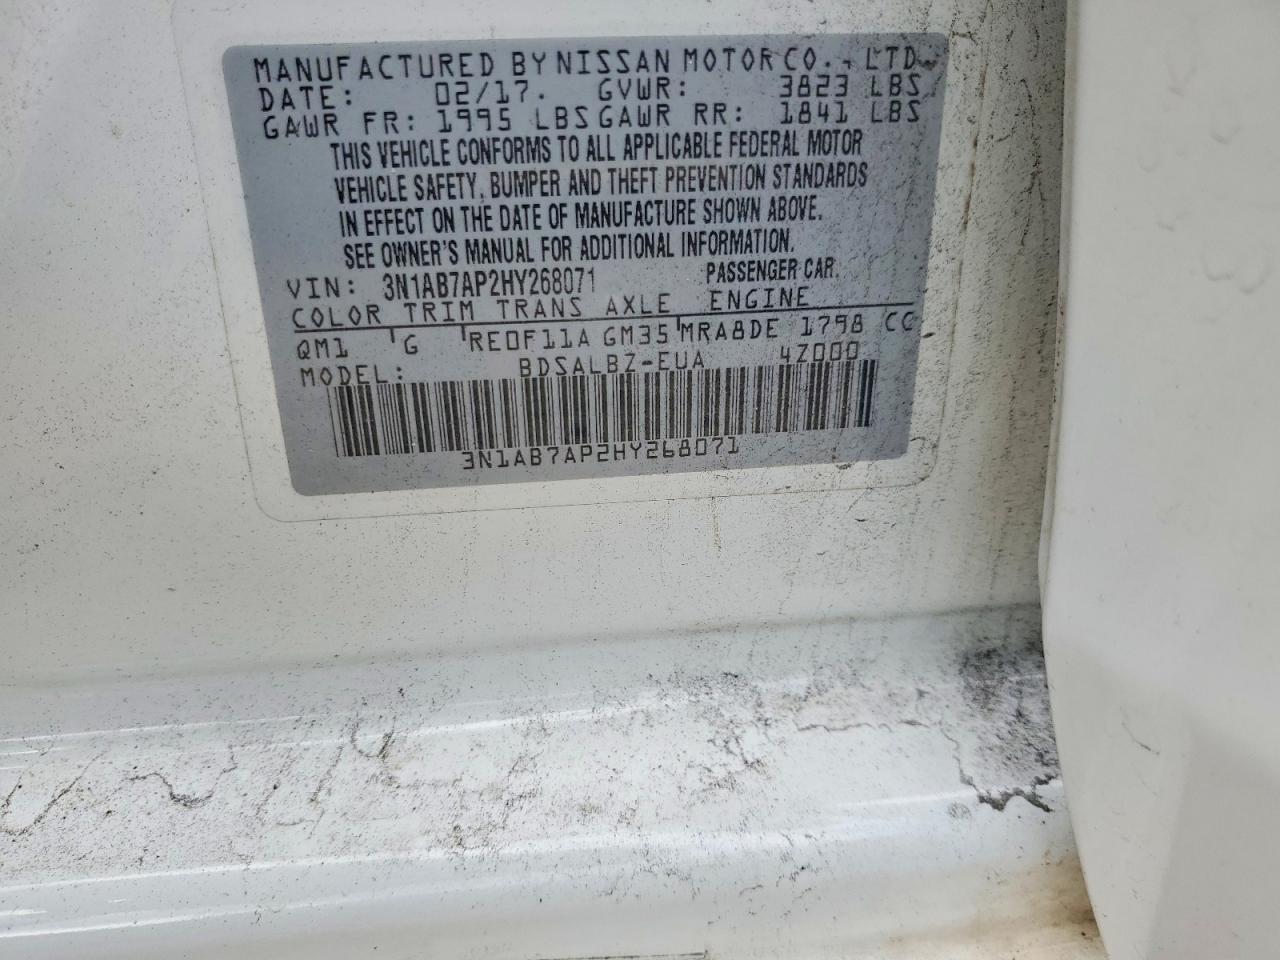 MANUFACTURED BY NISSAN MOTOR CO., LTD.
DATE: 02/17. GVWR: 3823 LBS
GAWR FR: 1995 LBS GAWR RR: 1841 LBS
THIS VEHICLE CONFORMS TO ALL APPLICABLE FEDERAL MOTOR
VEHICLE SAFETY, BUMPER AND THEFT PREVENTION STANDARDS
IN EFFECT ON THE DATE OF MANUFACTURE SHOWN ABOVE.
SEE OWNER'S MANUAL FOR ADDITIONAL INFORMATION.
VIN: 3N1AB7AP2HY268071 PASSENGER CAR.
COLOR TRIM TRANS AXLE ENGINE
QM1 G RE0F11A GM35 MRA8DE 1798 CC
MODEL: BDSALBZ-EUA 4Z000
3N1AB7AP2HY268071